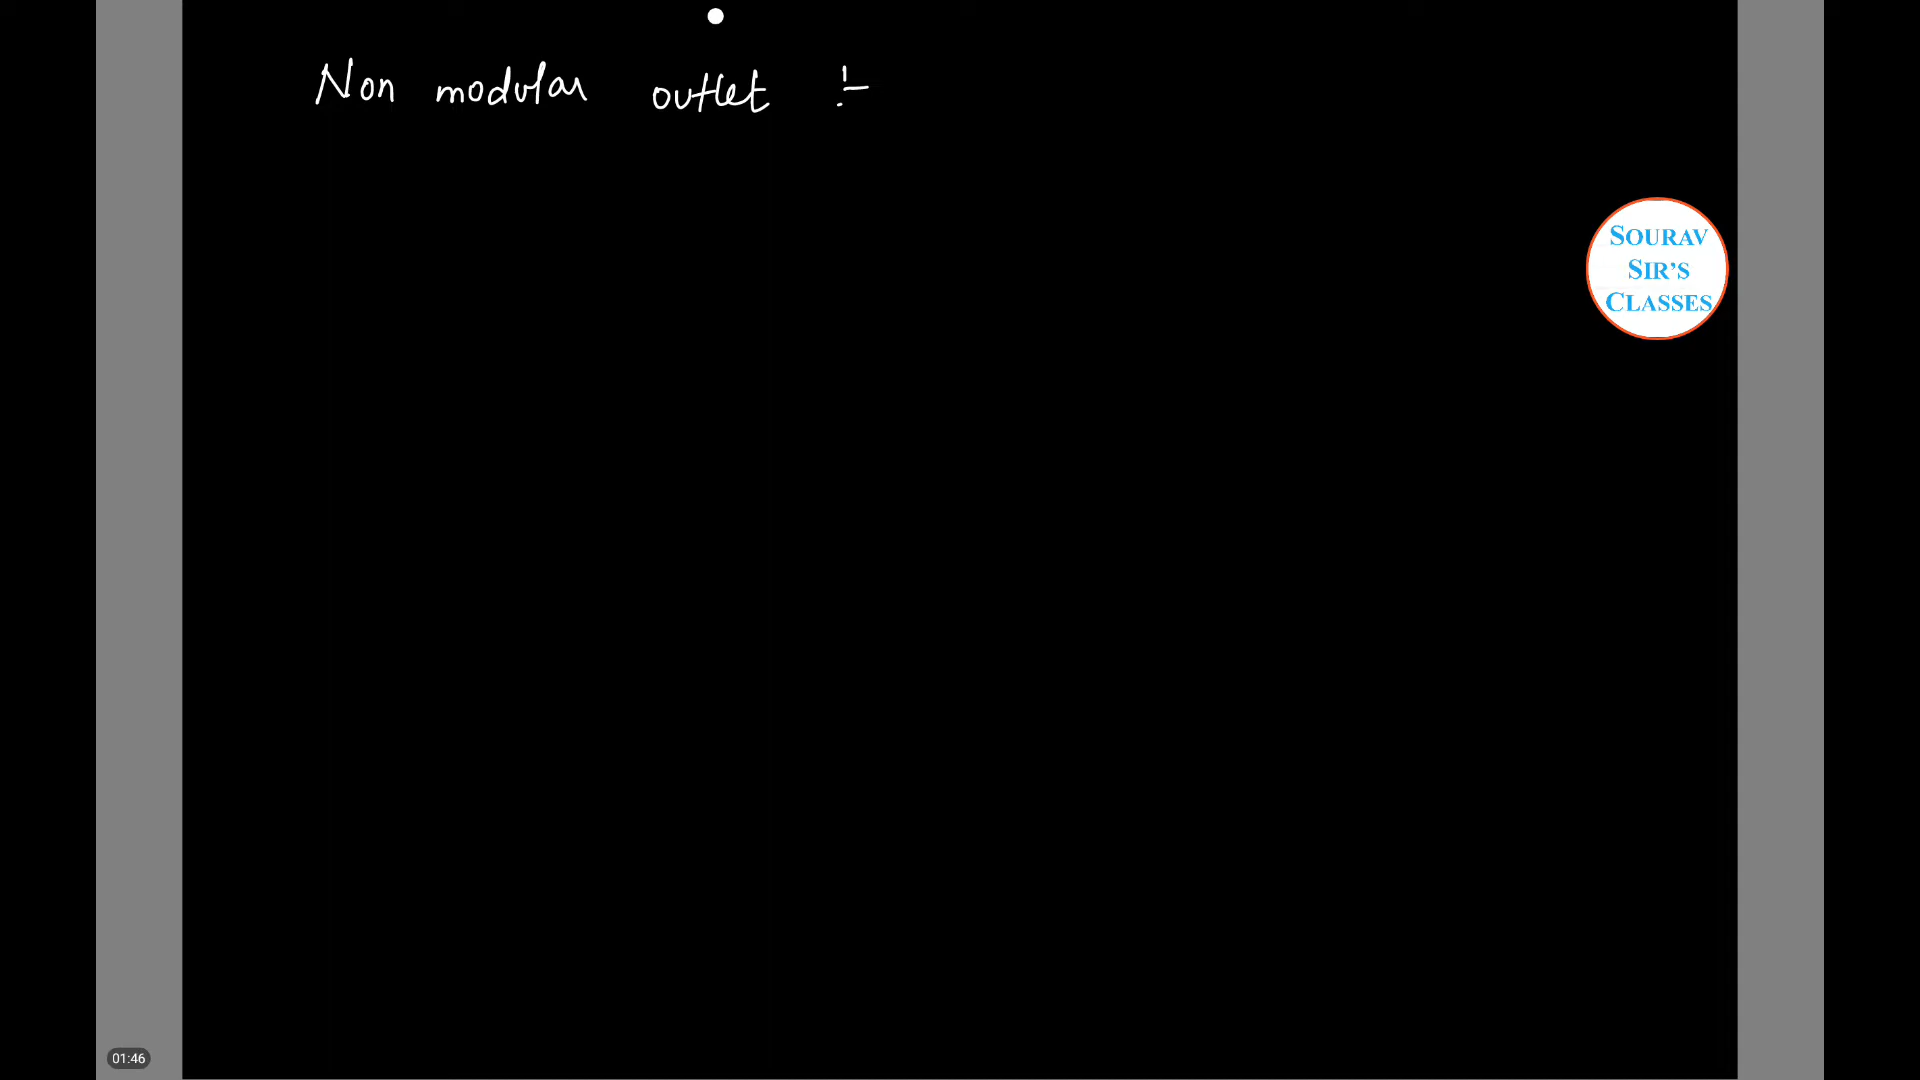 Non modular outlet :-
SOURAV
SIR'S
CLASSES
01:46